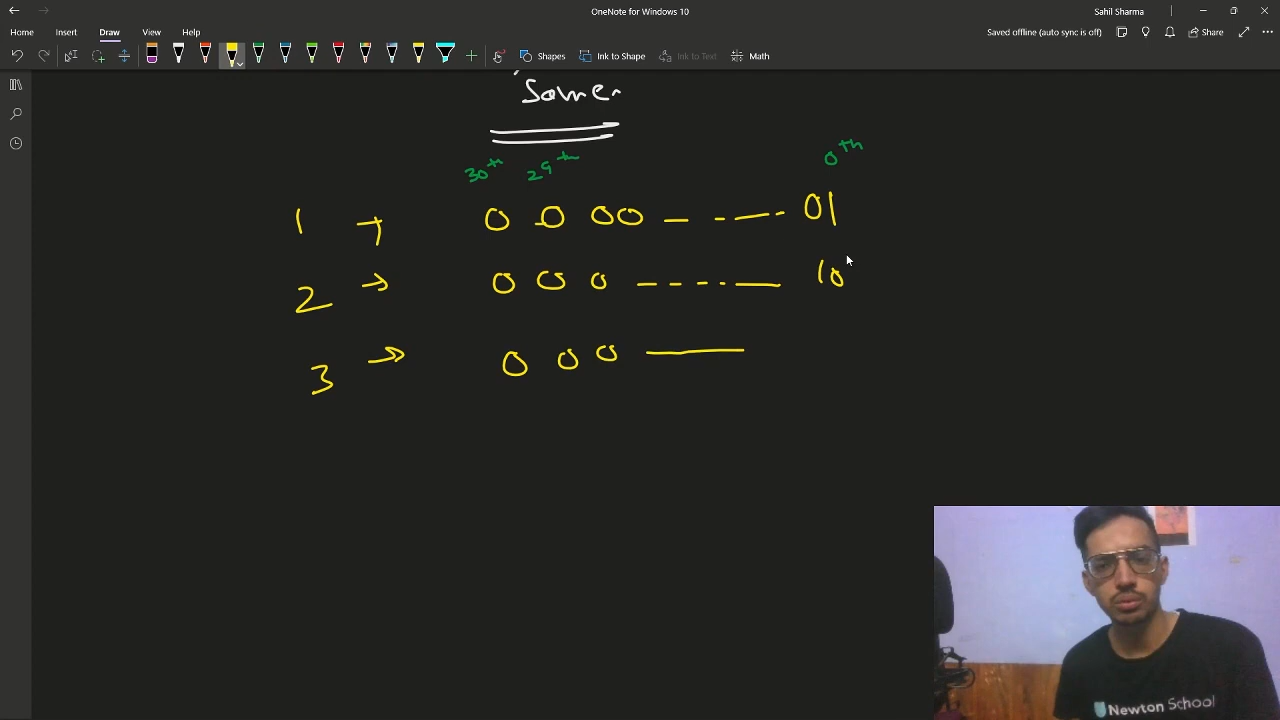 OneNote for Windows 10
Sahil Sharma
Home Insert Draw View Help
Saved offline (auto sync is off) Share
Shapes Ink to Shape Ink to Text Math
30th 29th 0th
1 → 0 0 00 - - - - 01
2 → 0 0 0 - - - - - 10
3 → 0 0 0 —
Newton School